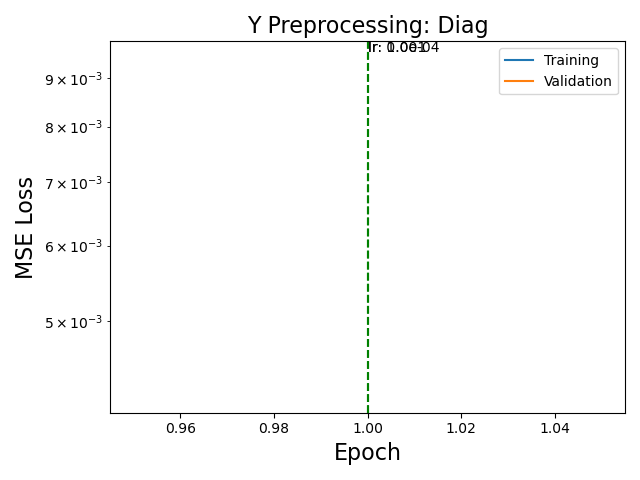 Y Preprocessing: Diag
lr:
Training
Validation
9 × 10⁻³
8 × 10⁻³
7 × 10⁻³
6 × 10⁻³
5 × 10⁻³
MSE Loss
0.96
0.98
1.00
1.02
1.04
Epoch